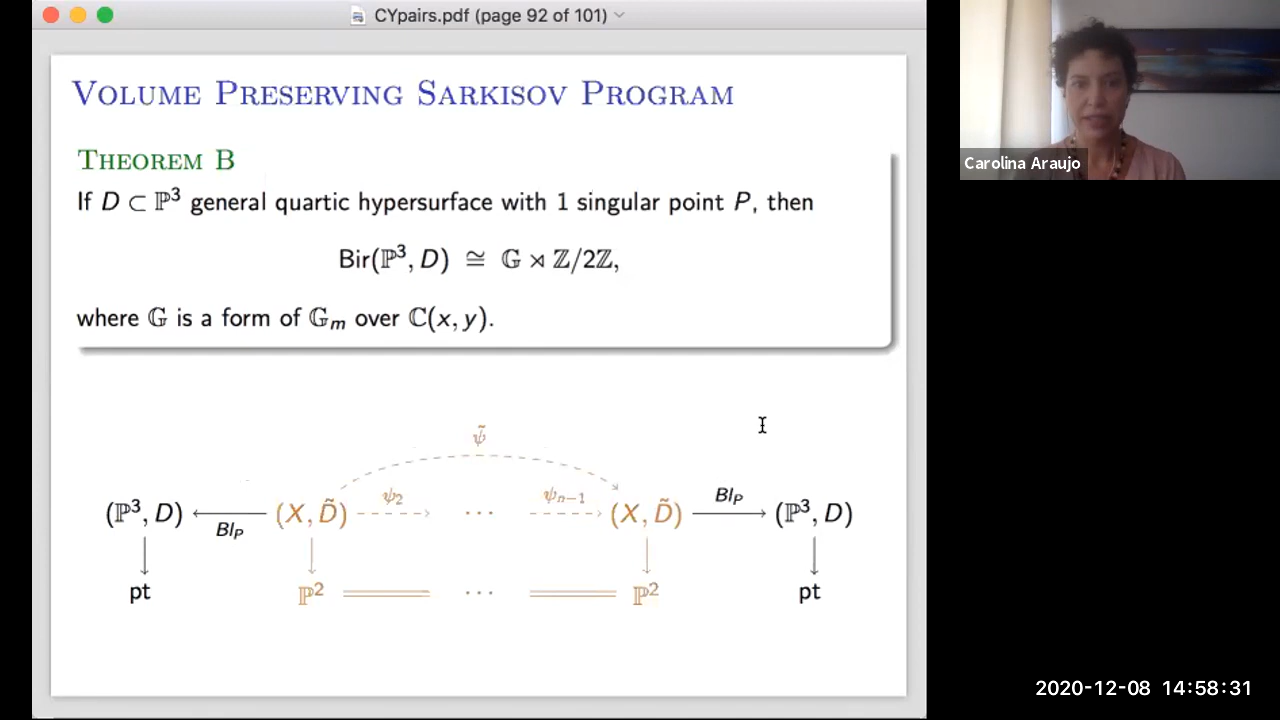 CYpairs.pdf (page 92 of 101)
VOLUME PRESERVING SARKISOV PROGRAM
THEOREM B
If D ⊂ ℙ³ general quartic hypersurface with 1 singular point P, then
Bir(ℙ³, D) ≅ 𝔾 ⋊ ℤ/2ℤ,
where 𝔾 is a form of 𝔾ₘ over ℂ(x, y).
ψ̃
(ℙ³, D) Bl_P (X, D̃) ψ₂ ⋯ ψₙ₋₁ (X, D̃) Bl_P (ℙ³, D)
pt ℙ² ⋯ ℙ² pt
Carolina Araujo
2020-12-08 14:58:31